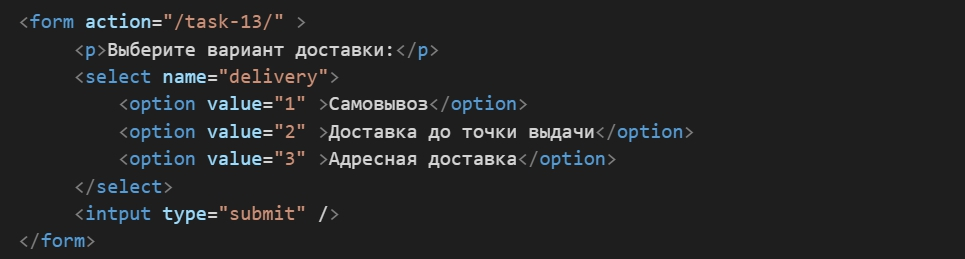 <form action="/task-13/" >
<p>Выберите вариант доставки:</p>
<select name="delivery">
<option value="1" >Самовывоз</option>
<option value="2" >Доставка до точки выдачи</option>
<option value="3" >Адресная доставка</option>
</select>
<intput type="submit" />
</form>